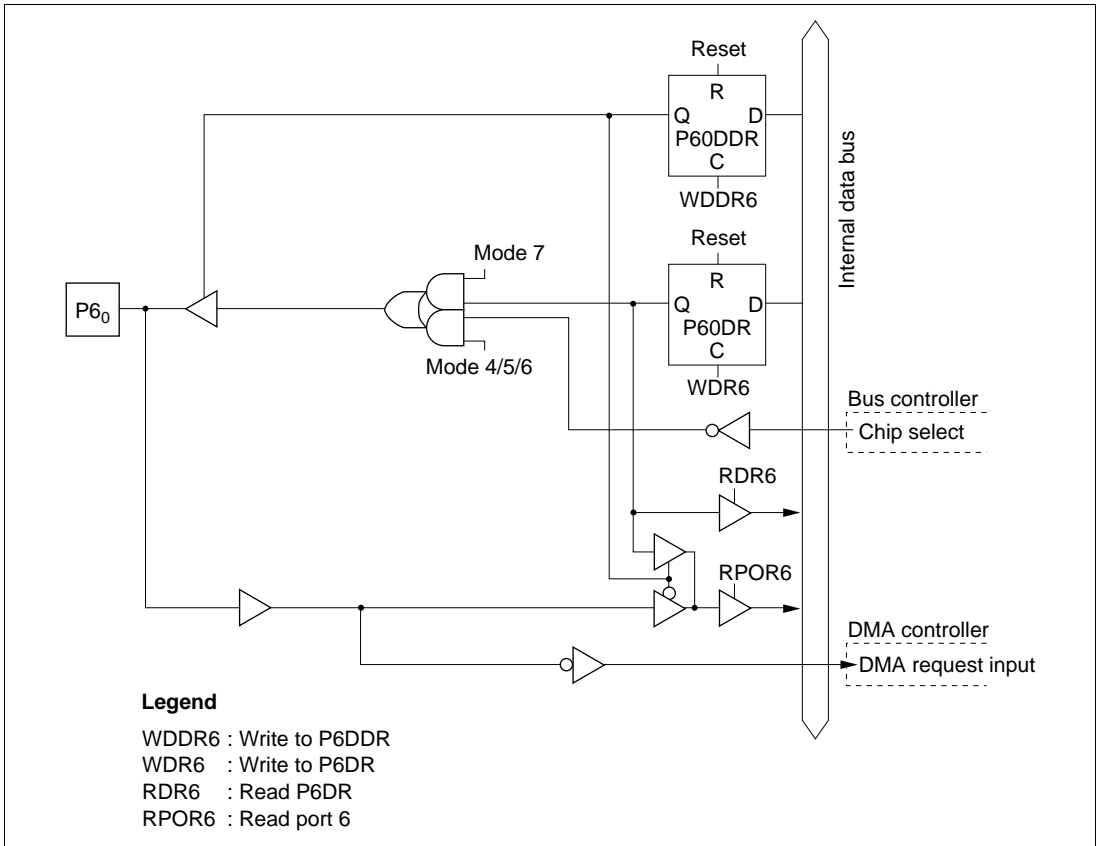 Reset
R
Q D
P60DDR
C
WDDR6
Reset
Mode 7
R
P6₀
Q D
P60DR
C
Mode 4/5/6
WDR6
Internal data bus
Bus controller
Chip select
RDR6
RPOR6
DMA controller
DMA request input
Legend
WDDR6 : Write to P6DDR
WDR6 : Write to P6DR
RDR6 : Read P6DR
RPOR6 : Read port 6